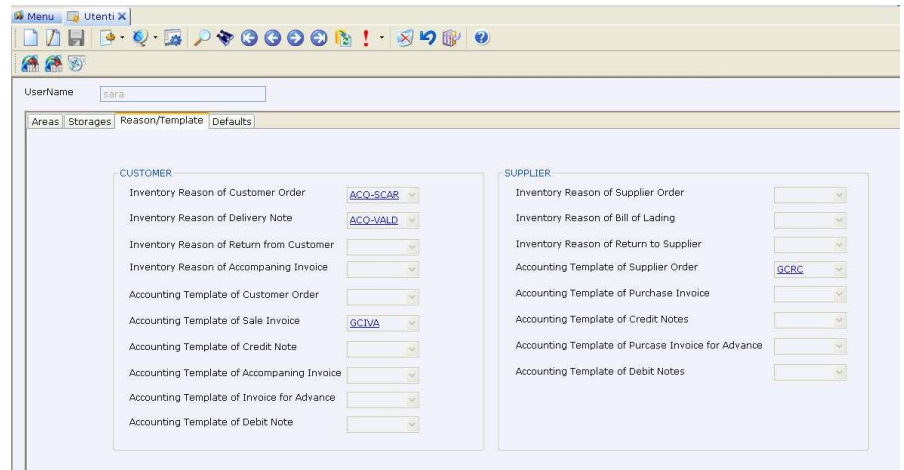 Menu Utenti
UserName sara
Areas Storages Reason/Template Defaults
CUSTOMER
Inventory Reason of Customer Order ACQ-SCAR
Inventory Reason of Delivery Note ACQ-VALD
Inventory Reason of Return from Customer
Inventory Reason of Accompaning Invoice
Accounting Template of Customer Order
Accounting Template of Sale Invoice GCIVA
Accounting Template of Credit Note
Accounting Template of Accompaning Invoice
Accounting Template of Invoice for Advance
Accounting Template of Debit Note
SUPPLIER
Inventory Reason of Supplier Order
Inventory Reason of Bill of Lading
Inventory Reason of Return to Supplier
Accounting Template of Supplier Order GCRC
Accounting Template of Purchase Invoice
Accounting Template of Credit Notes
Accounting Template of Purcase Invoice for Advance
Accounting Template of Debit Notes